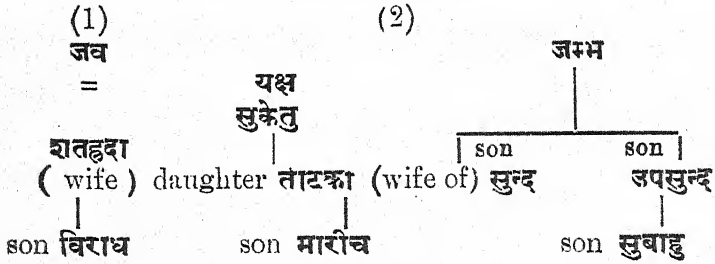 (1) (2)
जव जम्भ
= यक्ष
सुकेतु
शतह्रदा son son
( wife ) daughter ताटका (wife of) सुन्द उपसुन्द
son विराध son मारीच son सुबाहु